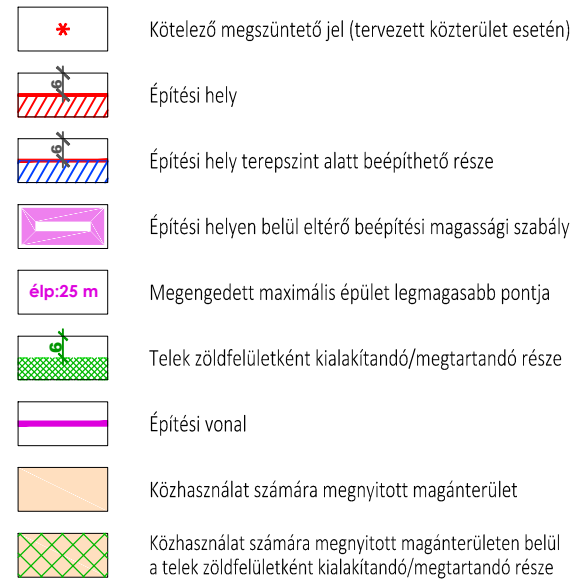 Kötelező megszüntető jel (tervezett közterület esetén)
6
Építési hely
6
Építési hely terepszint alatt beépíthető része
Építési helyen belül eltérő beépítési magassági szabály
élp:25 m
Megengedett maximális épület legmagasabb pontja
6
Telek zöldfelületként kialakítandó/megtartandó része
Építési vonal
Közhasználat számára megnyitott magánterület
Közhasználat számára megnyitott magánterületen belül
a telek zöldfelületként kialakítandó/megtartandó része